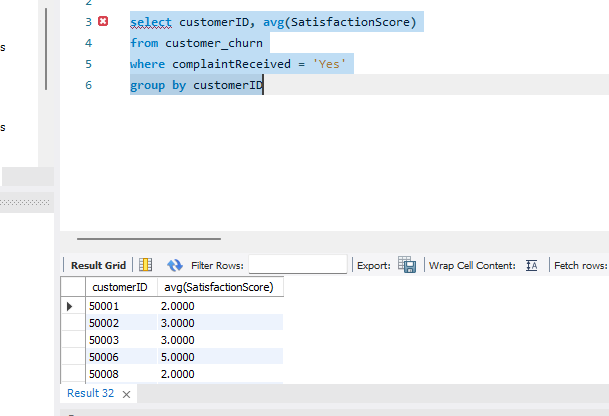 2
3 select customerID, avg(SatisfactionScore)
4 from customer_churn
5 where complaintReceived = 'Yes'
6 group by customerID
s
s
Result Grid Filter Rows: Export: Wrap Cell Content: IA Fetch rows:
customerID avg(SatisfactionScore)
50001 2.0000
50002 3.0000
50003 3.0000
50006 5.0000
50008 2.0000
Result 32 ×